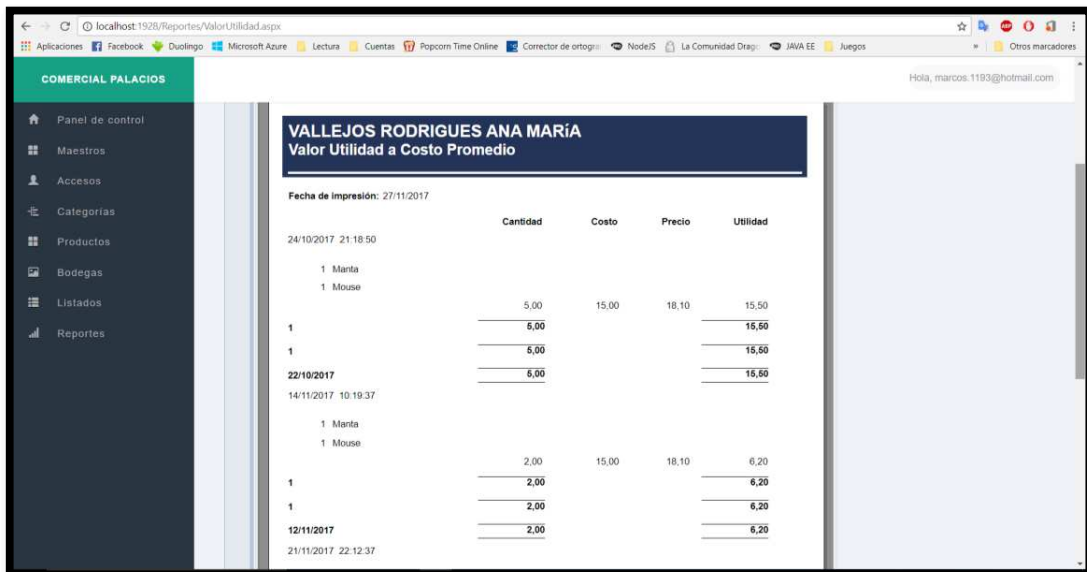 localhost:1928/Reportes/ValorUtilidad.aspx
Aplicaciones Facebook Duolingo Microsoft Azure Lectura Cuentas Popcorn Time Online Corrector de ortogra NodeJS La Comunidad Drag JAVA EE Juegos » Otros marcadores
COMERCIAL PALACIOS
Hola, marcos.1193@hotmail.com
Panel de control
Maestros
Accesos
Categorías
Productos
Bodegas
Listados
Reportes
VALLEJOS RODRIGUES ANA MARíA
Valor Utilidad a Costo Promedio
Fecha de impresión: 27/11/2017
Cantidad Costo Precio Utilidad
24/10/2017 21:18:50
1 Manta
1 Mouse
5,00 15,00 18,10 15,50
1 5,00 15,50
1 5,00 15,50
22/10/2017 5,00 15,50
14/11/2017 10:19:37
1 Manta
1 Mouse
2,00 15,00 18,10 6,20
1 2,00 6,20
1 2,00 6,20
12/11/2017 2,00 6,20
21/11/2017 22:12:37